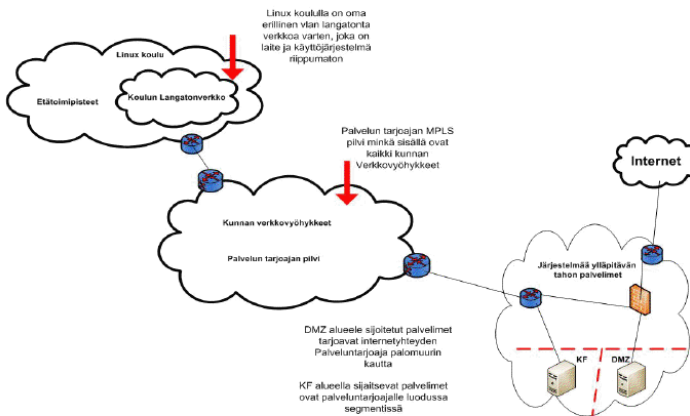 Linux koululla on oma
erillinen vlan langatonta
verkkoa varten, joka on
laite ja käyttöjärjestelmä
riippumaton
Linux koulu
Koulun Langatonverkko
Etätoimipisteet
Palvelun tarjoajan MPLS
pilvi minkä sisällä ovat
kaikki kunnan
Verkkovyöhykkeet
Internet
Kunnan verkkovyöhykkeet
Palvelun tarjoajan pilvi
Järjestelmää ylläpitävän
tahon palvelimet
DMZ alueele sijoitetut palvelimet
tarjoavat internetyhteyden
Palveluntarjoaja palomuurin
kautta
KF
DMZ
KF alueella sijaitsevat palvelimet
ovat palveluntarjoajalle luodussa
segmentissä